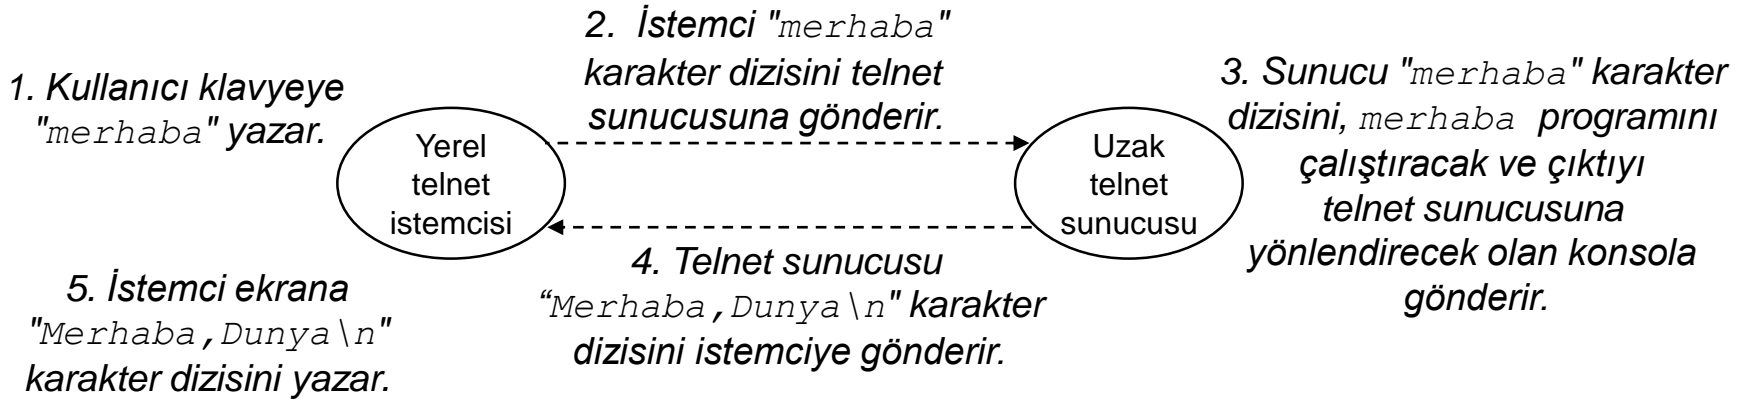 1. Kullanıcı klavyeye
"merhaba" yazar.
2. İstemci "merhaba"
karakter dizisini telnet
sunucusuna gönderir.
Yerel
telnet
istemcisi
Uzak
telnet
sunucusu
3. Sunucu "merhaba" karakter
dizisini, merhaba programını
çalıştıracak ve çıktıyı
telnet sunucusuna
yönlendirecek olan konsola
gönderir.
4. Telnet sunucusu
“Merhaba,Dunya\n" karakter
dizisini istemciye gönderir.
5. İstemci ekrana
"Merhaba,Dunya\n"
karakter dizisini yazar.